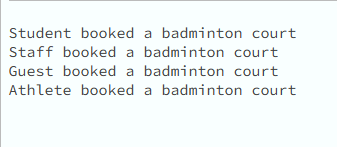 Student booked a badminton court
Staff booked a badminton court
Guest booked a badminton court
Athlete booked a badminton court